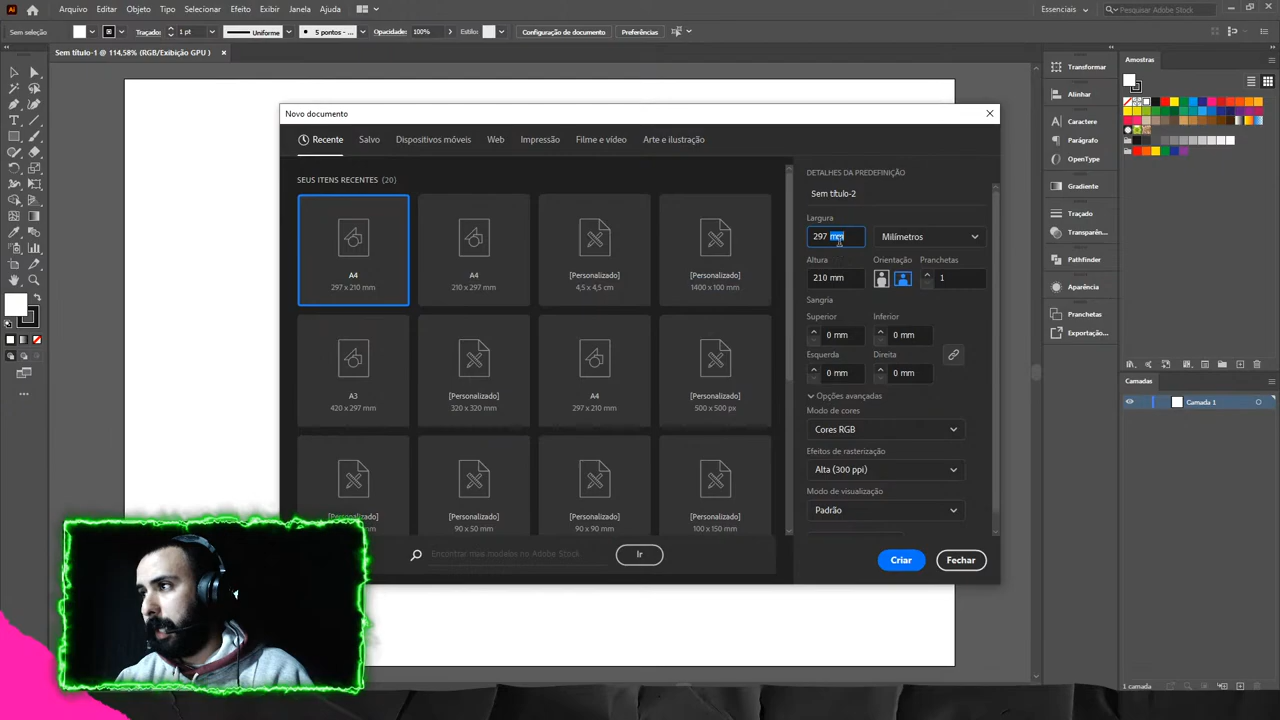 Ai Arquivo Editar Objeto Tipo Selecionar Efeito Exibir Janela Ajuda Essenciais Pesquisar Adobe Stock
Sem seleção Traçado: 1 pt Uniforme 5 pontos - ... Opacidade: 100% Estilo: Configuração de documento Preferências
Sem título-1 @ 114,58% (RGB/Exibição GPU )
Novo documento
Recente Salvo Dispositivos móveis Web Impressão Filme e vídeo Arte e ilustração
SEUS ITENS RECENTES (20)
A4 A4 [Personalizado] [Personalizado]
297 x 210 mm 210 x 297 mm 4,5 x 4,5 cm 1400 x 100 mm
A3 [Personalizado] A4 [Personalizado]
420 x 297 mm 320 x 320 mm 297 x 210 mm 500 x 500 px
[Personalizado] [Personalizado] [Personalizado] [Personalizado]
90 x 50 mm 90 x 90 mm 100 x 150 mm
Encontrar mais modelos no Adobe Stock Ir
DETALHES DA PREDEFINIÇÃO
Sem título-2
Largura
297 mm Milímetros
Altura Orientação Pranchetas
210 mm 1
Sangria
Superior Inferior
0 mm 0 mm
Esquerda Direita
0 mm 0 mm
Opções avançadas
Modo de cores
Cores RGB
Efeitos de rasterização
Alta (300 ppi)
Modo de visualização
Padrão
Criar Fechar
Transformar
Alinhar
Caractere
Parágrafo
OpenType
Gradiente
Traçado
Transparên...
Pathfinder
Aparência
Pranchetas
Exportação...
Amostras
Camadas
Camada 1
1 camada